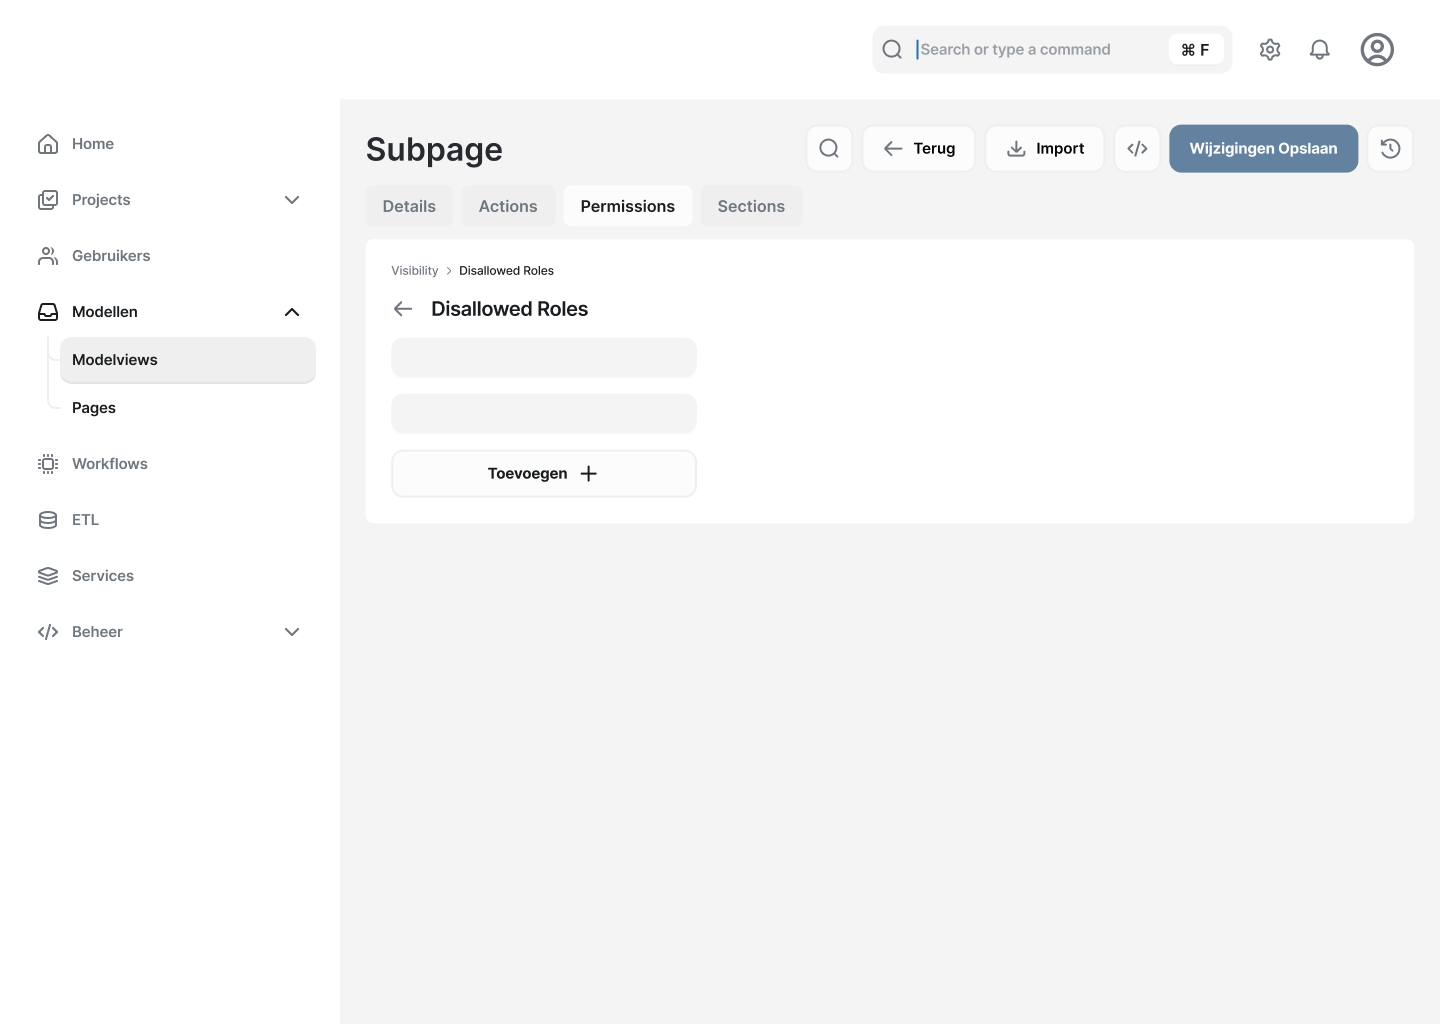 Search or type a command
⌘ F
Home
Projects
Gebruikers
Modellen
Modelviews
Pages
Workflows
ETL
Services
Beheer
Subpage
Terug
Import
Wijzigingen Opslaan
Details
Actions
Permissions
Sections
Visibility > Disallowed Roles
Disallowed Roles
Toevoegen